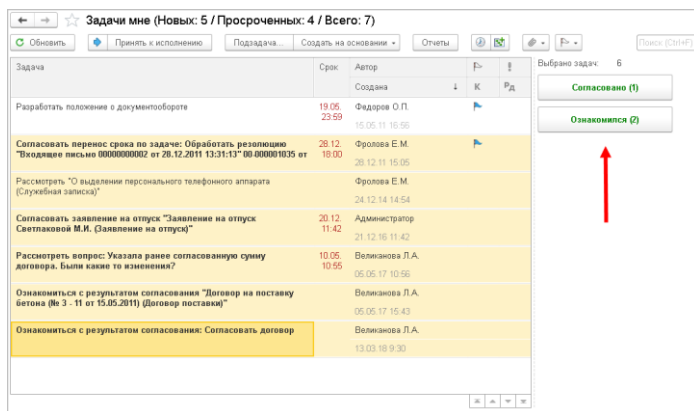 Задачи мне (Новых: 5 / Просроченных: 4 / Всего: 7)
Обновить Принять к исполнению Подзадача... Создать на основании Отчеты Поиск (Ctrl+F)
Задача Срок Автор
Создана ↓ К Рд
Выбрано задач: 6
Согласовано (1)
Ознакомился (2)
Разработать положение о документообороте 19.05. 23:59 Федоров О.П.
15.05.11 16:56
Согласовать перенос срока по задаче: Обработать резолюцию 28.12. Фролова Е.М.
"Входящее письмо 00000000002 от 28.12.2011 13:31:13" 00-000001035 от 18:00
28.12.11 15:05
Рассмотреть "О выделении персонального телефонного аппарата Фролова Е.М.
(Служебная записка)"
24.12.14 14:54
Согласовать заявление на отпуск "Заявление на отпуск 20.12. Администратор
Светлаковой М.И. (Заявление на отпуск)" 11:42
21.12.16 11:42
Рассмотреть вопрос: Указала ранее согласованную сумму 10.05. Великанова Л.А.
договора. Были какие то изменения? 10:55
05.05.17 10:56
Ознакомиться с результатом согласования "Договор на поставку Великанова Л.А.
бетона (№ 3 - 11 от 15.05.2011) (Договор поставки)"
05.05.17 15:43
Ознакомиться с результатом согласования: Согласовать договор Великанова Л.А.
13.03.18 9:30